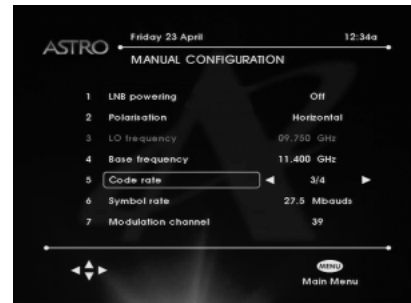 ASTRO
Friday 23 April 12:34a
MANUAL CONFIGURATION
1 LNB powering Off
2 Polarisation Horizontal
3 LO frequency 09.750 GHz
4 Base frequency 11.400 GHz
5 Code rate 3/4
6 Symbol rate 27.5 Mbauds
7 Modulation channel 39
MENU
Main Menu